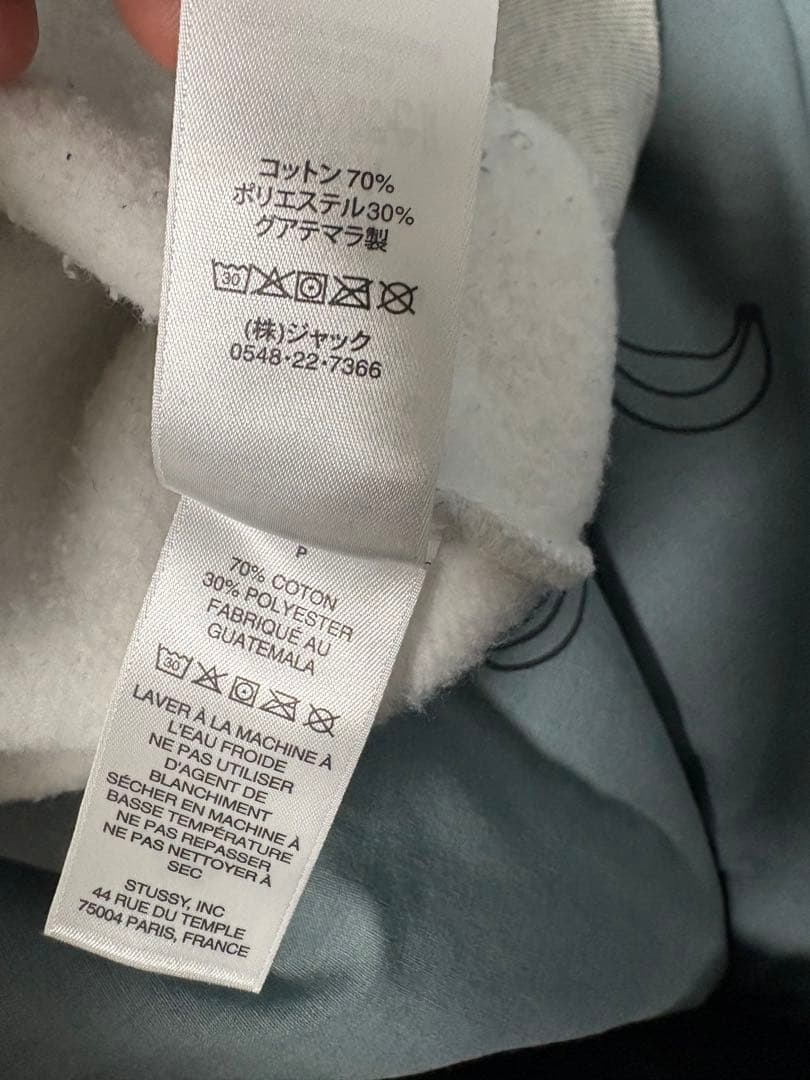 コットン70%
ポリエステル30%
グアテマラ製
30
(株)ジャック
0548·22·7366
P
70% COTON
30% POLYESTER
FABRIQUÉ AU
GUATEMALA
30
LAVER À LA MACHINE À
L'EAU FROIDE
NE PAS UTILISER
D'AGENT DE
BLANCHIMENT
SÉCHER EN MACHINE À
BASSE TEMPÉRATURE
NE PAS REPASSER
NE PAS NETTOYER À
SEC
STUSSY, INC
44 RUE DU TEMPLE
75004 PARIS, FRANCE